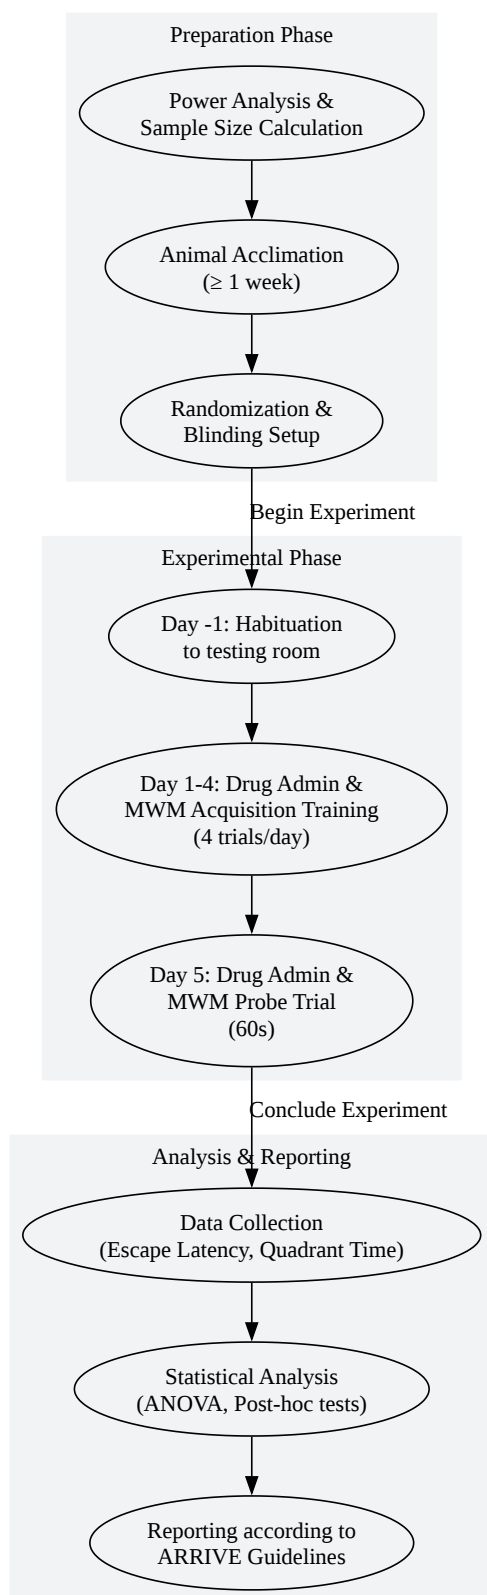 Preparation Phase
Power Analysis &
Sample Size Calculation
Animal Acclimation
(≥ 1 week)
Randomization &
Blinding Setup
Begin Experiment
Experimental Phase
Day -1: Habituation
to testing room
Day 1-4: Drug Admin &
MWM Acquisition Training
(4 trials/day)
Day 5: Drug Admin &
MWM Probe Trial
(60s)
Conclude Experiment
Analysis & Reporting
Data Collection
(Escape Latency, Quadrant Time)
Statistical Analysis
(ANOVA, Post-hoc tests)
Reporting according to
ARRIVE Guidelines